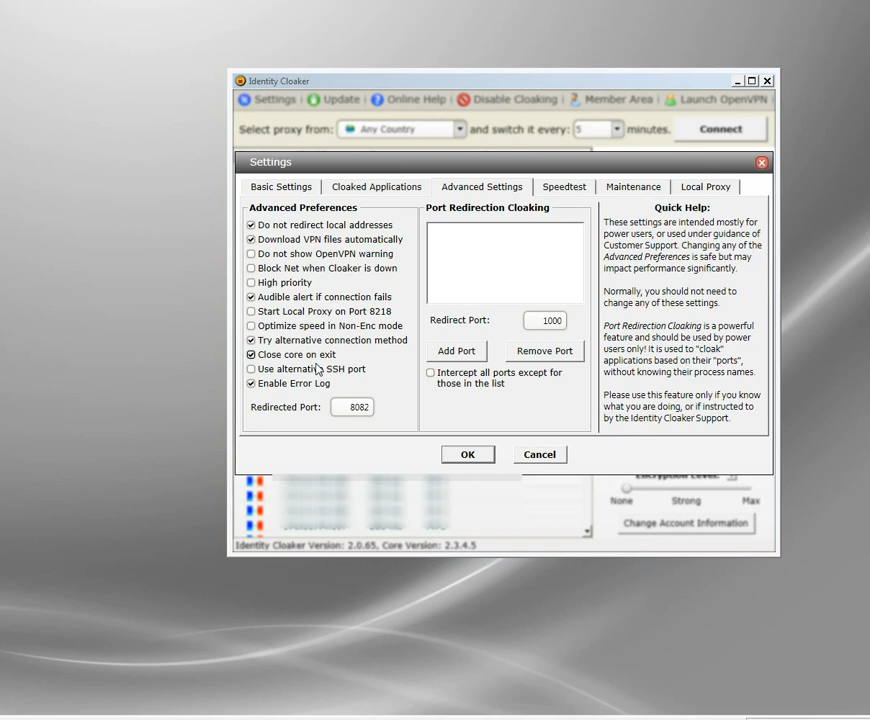 Identity Cloaker
Settings Update Online Help Disable Cloaking Member Area Launch OpenVPN
Select proxy from: Any Country and switch it every: 5 minutes. Connect
Settings
Basic Settings Cloaked Applications Advanced Settings Speedtest Maintenance Local Proxy
Advanced Preferences
Do not redirect local addresses
Download VPN files automatically
Do not show OpenVPN warning
Block Net when Cloaker is down
High priority
Audible alert if connection fails
Start Local Proxy on Port 8218
Optimize speed in Non-Enc mode
Try alternative connection method
Close core on exit
Use alternative SSH port
Enable Error Log
Redirected Port: 8082
Port Redirection Cloaking
Redirect Port: 1000
Add Port Remove Port
Intercept all ports except for
those in the list
Quick Help:
These settings are intended mostly for
power users, or used under guidance of
Customer Support. Changing any of the
Advanced Preferences is safe but may
impact performance significantly.
Normally, you should not need to
change any of these settings.
Port Redirection Cloaking is a powerful
feature and should be used by power
users only! It is used to "cloak"
applications based on their "ports",
without knowing their process names.
Please use this feature only if you know
what you are doing, or if instructed to
by the Identity Cloaker Support.
OK Cancel
Encryption Level:
None Strong Max
Change Account Information
Identity Cloaker Version: 2.0.65, Core Version: 2.3.4.5